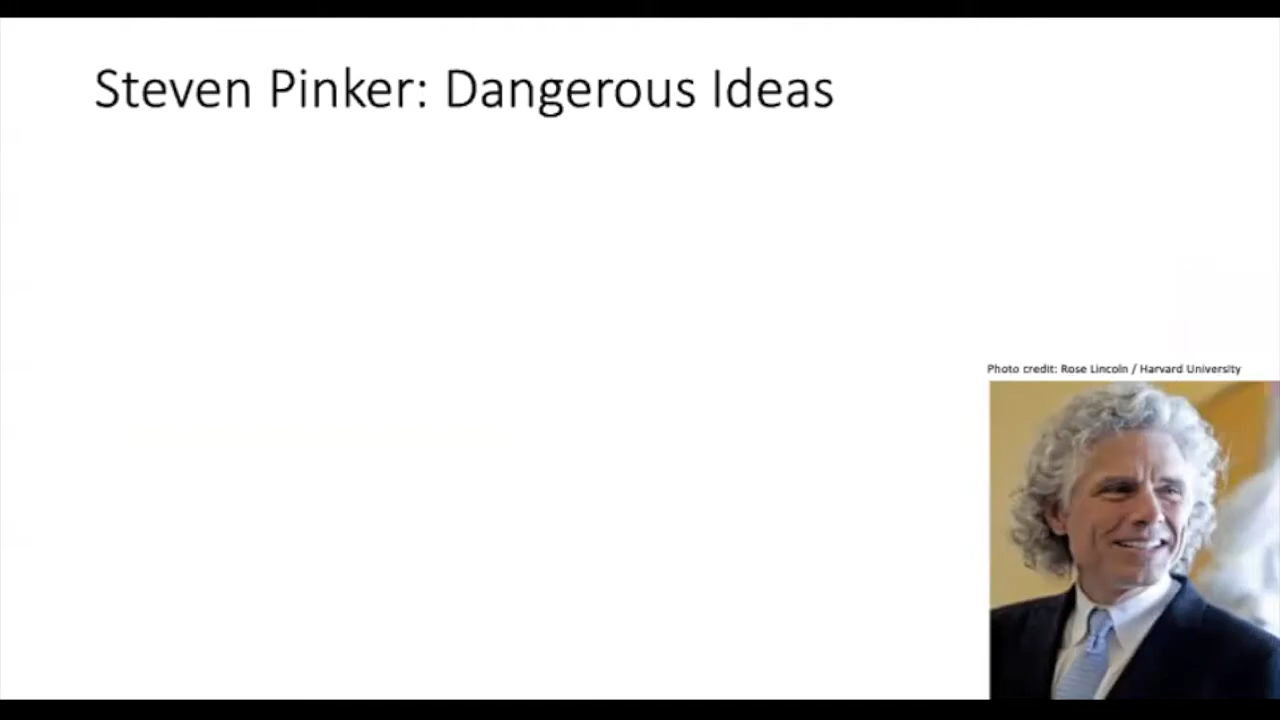 Steven Pinker: Dangerous Ideas
Photo credit: Rose Lincoln / Harvard University